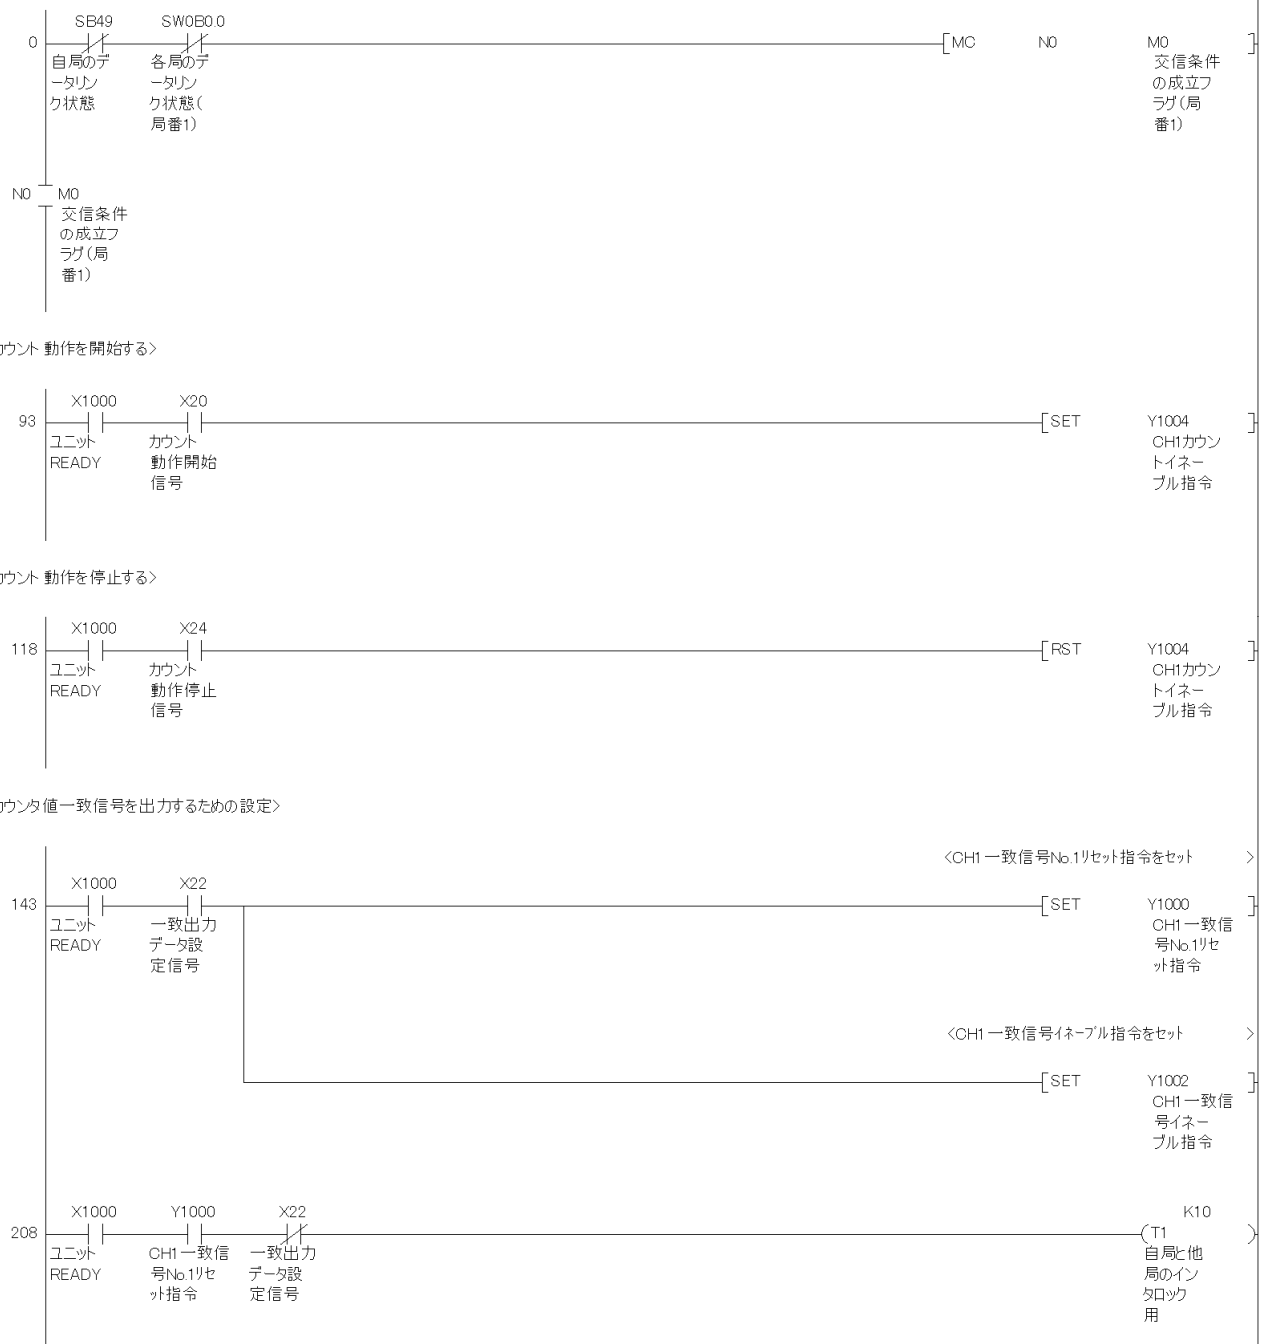 SB49 SW0B0.0
0 MC N0 M0
自局のデ 各局のデ 交信条件
ータリン ータリン の成立フ
ク状態 ク状態( ラグ(局
局番1) 番1)
N0 M0
交信条件
の成立フ
ラグ(局
番1)
カウント動作を開始する>
X1000 X20
93 SET Y1004
ユニット カウント CH1カウン
READY 動作開始 トイネー
信号 ブル指令
カウント動作を停止する>
X1000 X24
118 RST Y1004
ユニット カウント CH1カウン
READY 動作停止 トイネー
信号 ブル指令
カウンタ値一致信号を出力するための設定>
<CH1一致信号No.1リセット指令をセット >
X1000 X22
143 SET Y1000
ユニット 一致出力 CH1一致信
READY データ設 号No.1リセ
定信号 ット指令
<CH1一致信号イネーブル指令をセット >
SET Y1002
CH1一致信
号イネー
ブル指令
X1000 Y1000 X22 K10
208 T1
ユニット CH1一致信 一致出力 自局と他
READY 号No.1リセ データ設 局のイン
ット指令 定信号 タロック
用